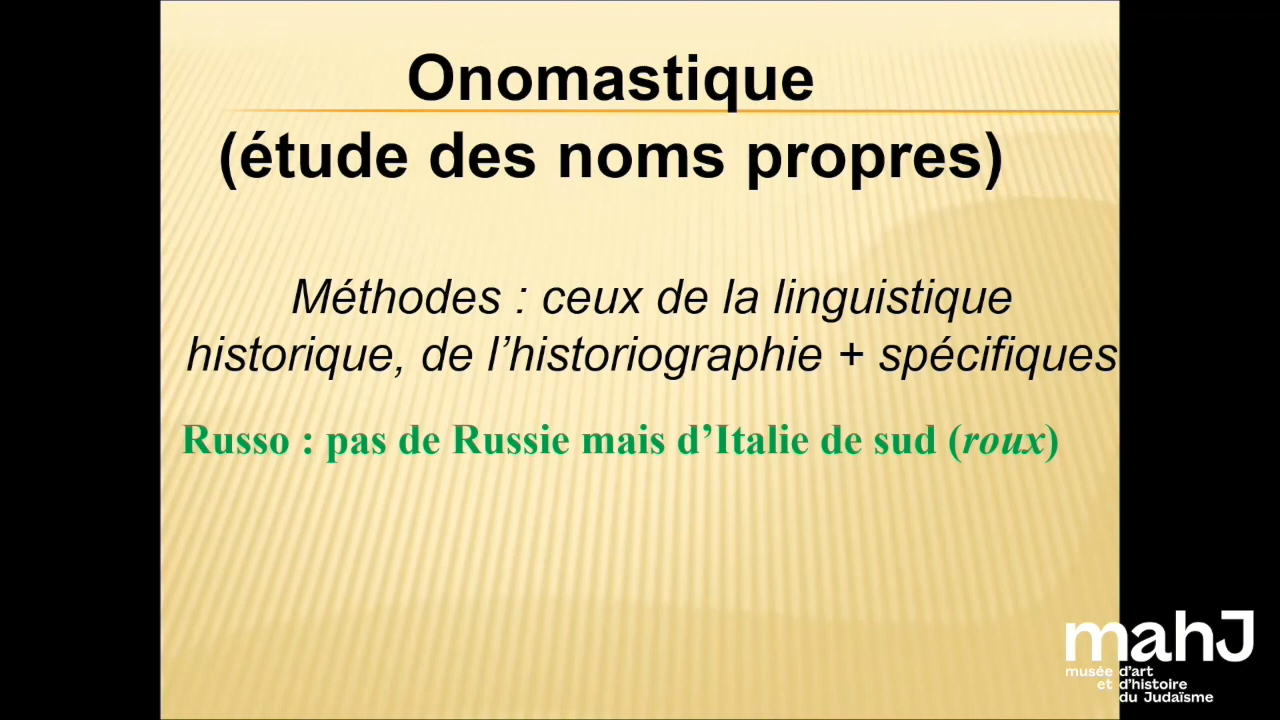 Onomastique
(étude des noms propres)
Méthodes : ceux de la linguistique
historique, de l’historiographie + spécifiques
Russo : pas de Russie mais d’Italie de sud (roux)
mahJ
musée d’art
et d’histoire
du Judaïsme